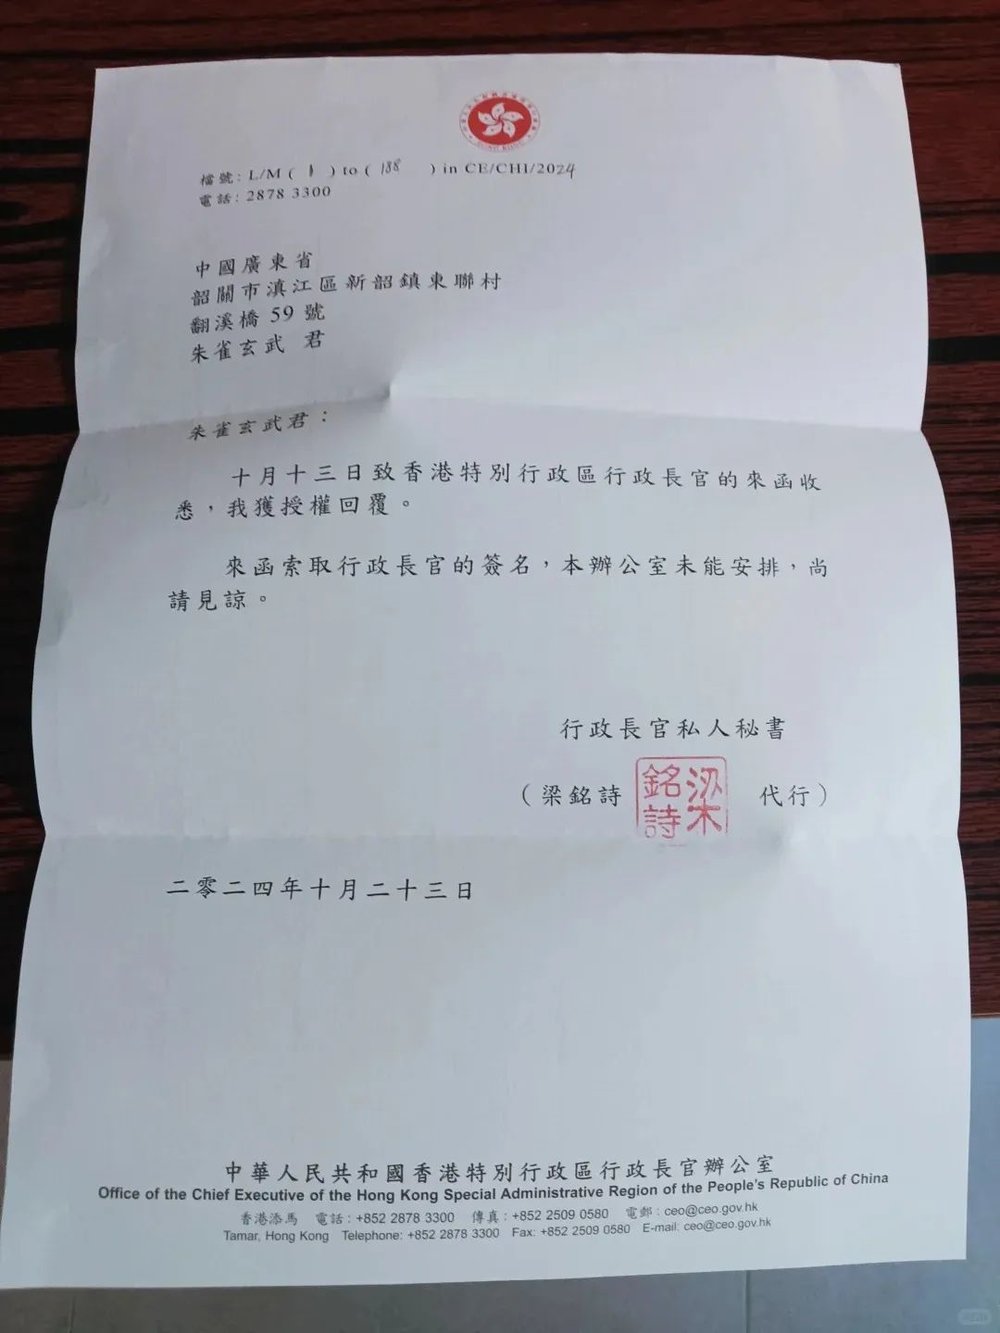 檔號: L/M ( 1 ) to ( 188 ) in CE/CHI/2024
電話: 2878 3300
中國廣東省
韶關市滇江區新韶鎮東聯村
翻溪橋 59 號
朱雀玄武 君
朱雀玄武君：
十月十三日致香港特別行政區行政長官的來函收
悉，我獲授權回覆。
來函索取行政長官的簽名，本辦公室未能安排，尚
請見諒。
行政長官私人秘書
（梁銘詩 代行）
梁銘詩
二零二四年十月二十三日
中華人民共和國香港特別行政區行政長官辦公室
Office of the Chief Executive of the Hong Kong Special Administrative Region of the People's Republic of China
香港添馬 電話 : +852 2878 3300 傳真 : +852 2509 0580 電郵 : ceo@ceo.gov.hk
Tamar, Hong Kong Telephone: +852 2878 3300 Fax: +852 2509 0580 E-mail: ceo@ceo.gov.hk